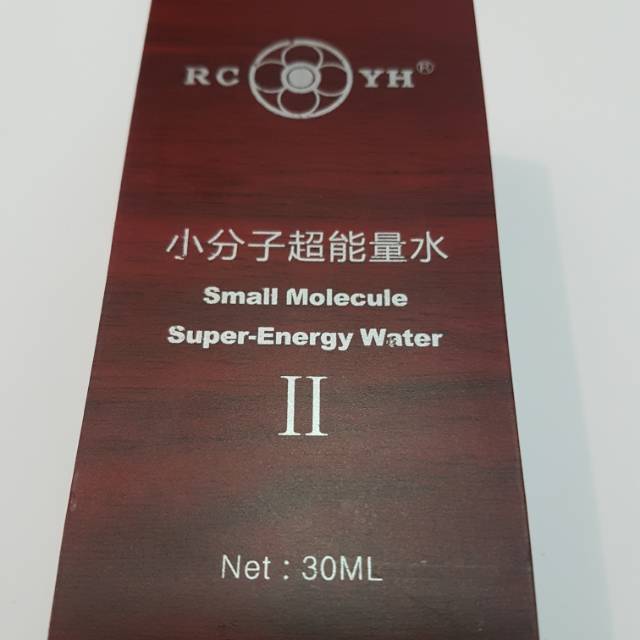 RC YH®
小分子超能量水
Small Molecule
Super-Energy Water
II
Net : 30ML